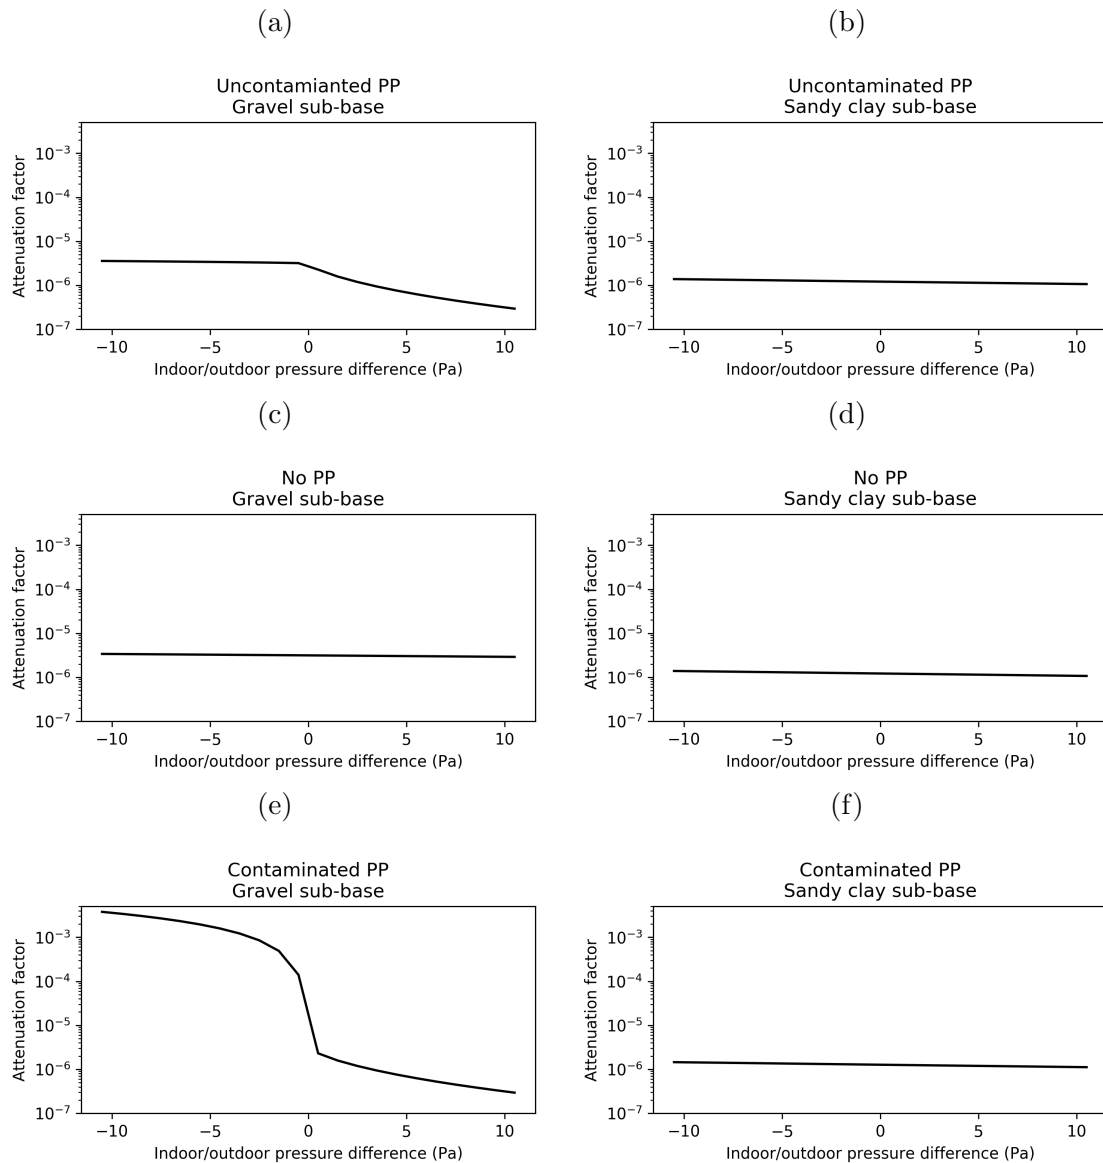 (a)
Uncontamianted PP
Gravel sub-base
Attenuation factor
10⁻³
10⁻⁴
10⁻⁵
10⁻⁶
10⁻⁷
−10 −5 0 5 10
Indoor/outdoor pressure difference (Pa)
(b)
Uncontaminated PP
Sandy clay sub-base
Attenuation factor
10⁻³
10⁻⁴
10⁻⁵
10⁻⁶
10⁻⁷
−10 −5 0 5 10
Indoor/outdoor pressure difference (Pa)
(c)
No PP
Gravel sub-base
Attenuation factor
10⁻³
10⁻⁴
10⁻⁵
10⁻⁶
10⁻⁷
−10 −5 0 5 10
Indoor/outdoor pressure difference (Pa)
(d)
No PP
Sandy clay sub-base
Attenuation factor
10⁻³
10⁻⁴
10⁻⁵
10⁻⁶
10⁻⁷
−10 −5 0 5 10
Indoor/outdoor pressure difference (Pa)
(e)
Contaminated PP
Gravel sub-base
Attenuation factor
10⁻³
10⁻⁴
10⁻⁵
10⁻⁶
10⁻⁷
−10 −5 0 5 10
Indoor/outdoor pressure difference (Pa)
(f)
Contaminated PP
Sandy clay sub-base
Attenuation factor
10⁻³
10⁻⁴
10⁻⁵
10⁻⁶
10⁻⁷
−10 −5 0 5 10
Indoor/outdoor pressure difference (Pa)